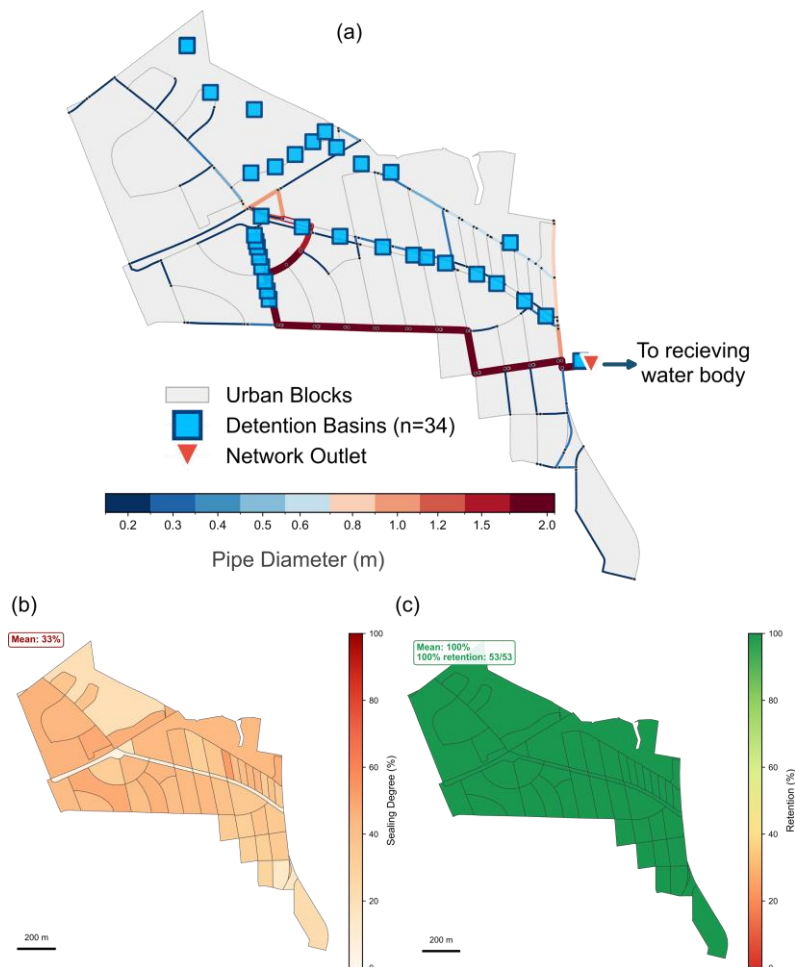 (a)
To recieving
water body
Urban Blocks
Detention Basins (n=34)
Network Outlet
0.2 0.3 0.4 0.5 0.6 0.8 1.0 1.2 1.5 2.0
Pipe Diameter (m)
(b)
Mean: 33%
100
80
60
40
20
0
Sealing Degree (%)
200 m
(c)
Mean: 100%
100% retention: 53/53
100
80
60
40
20
0
Retention (%)
200 m